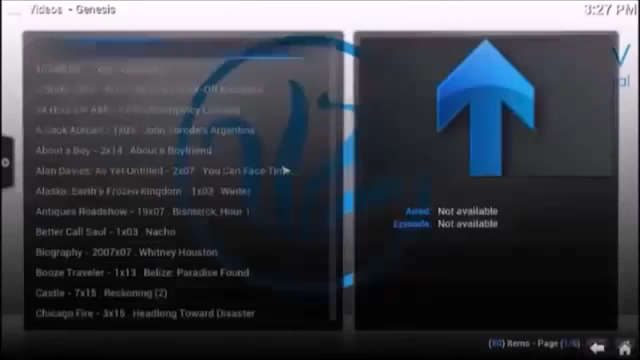 Videos - Genesis
3:27 PM
A Cook Abroad - 1x03 . John Torode's Argentina
About a Boy - 2x14 . About a Boyfriend
Alan Davies: As Yet Untitled - 2x07 . You Can Face Time
Alaska: Earth's Frozen Kingdom - 1x03 . Winter
Antiques Roadshow - 19x07 . Bismarck, Hour 1
Better Call Saul - 1x03 . Nacho
Biography - 2007x07 . Whitney Houston
Booze Traveler - 1x13 . Belize: Paradise Found
Castle - 7x15 . Reckoning (2)
Chicago Fire - 3x15 . Headlong Toward Disaster
Aired: Not available
Episode: Not available
(80) Items - Page (1/6)